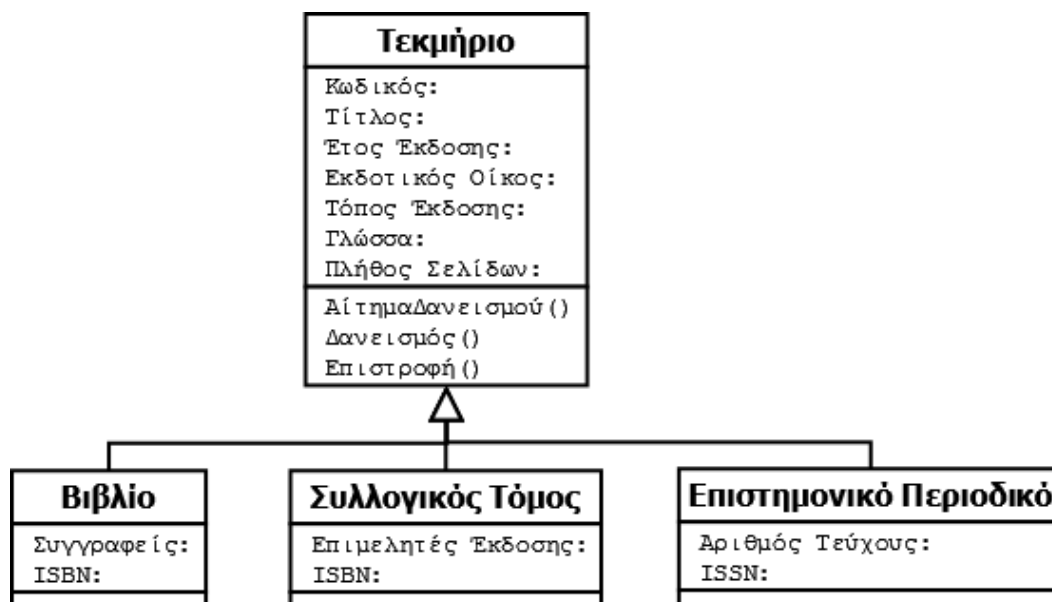 Τεκμήριο
Κωδικός:
Τίτλος:
Έτος Έκδοσης:
Εκδοτικός Οίκος:
Τόπος Έκδοσης:
Γλώσσα:
Πλήθος Σελίδων:
ΑίτημαΔανεισμού()
Δανεισμός()
Επιστροφή()
Βιβλίο
Συγγραφείς:
ISBN:
Συλλογικός Τόμος
Επιμελητές Έκδοσης:
ISBN:
Επιστημονικό Περιοδικό
Αριθμός Τεύχους:
ISSN: